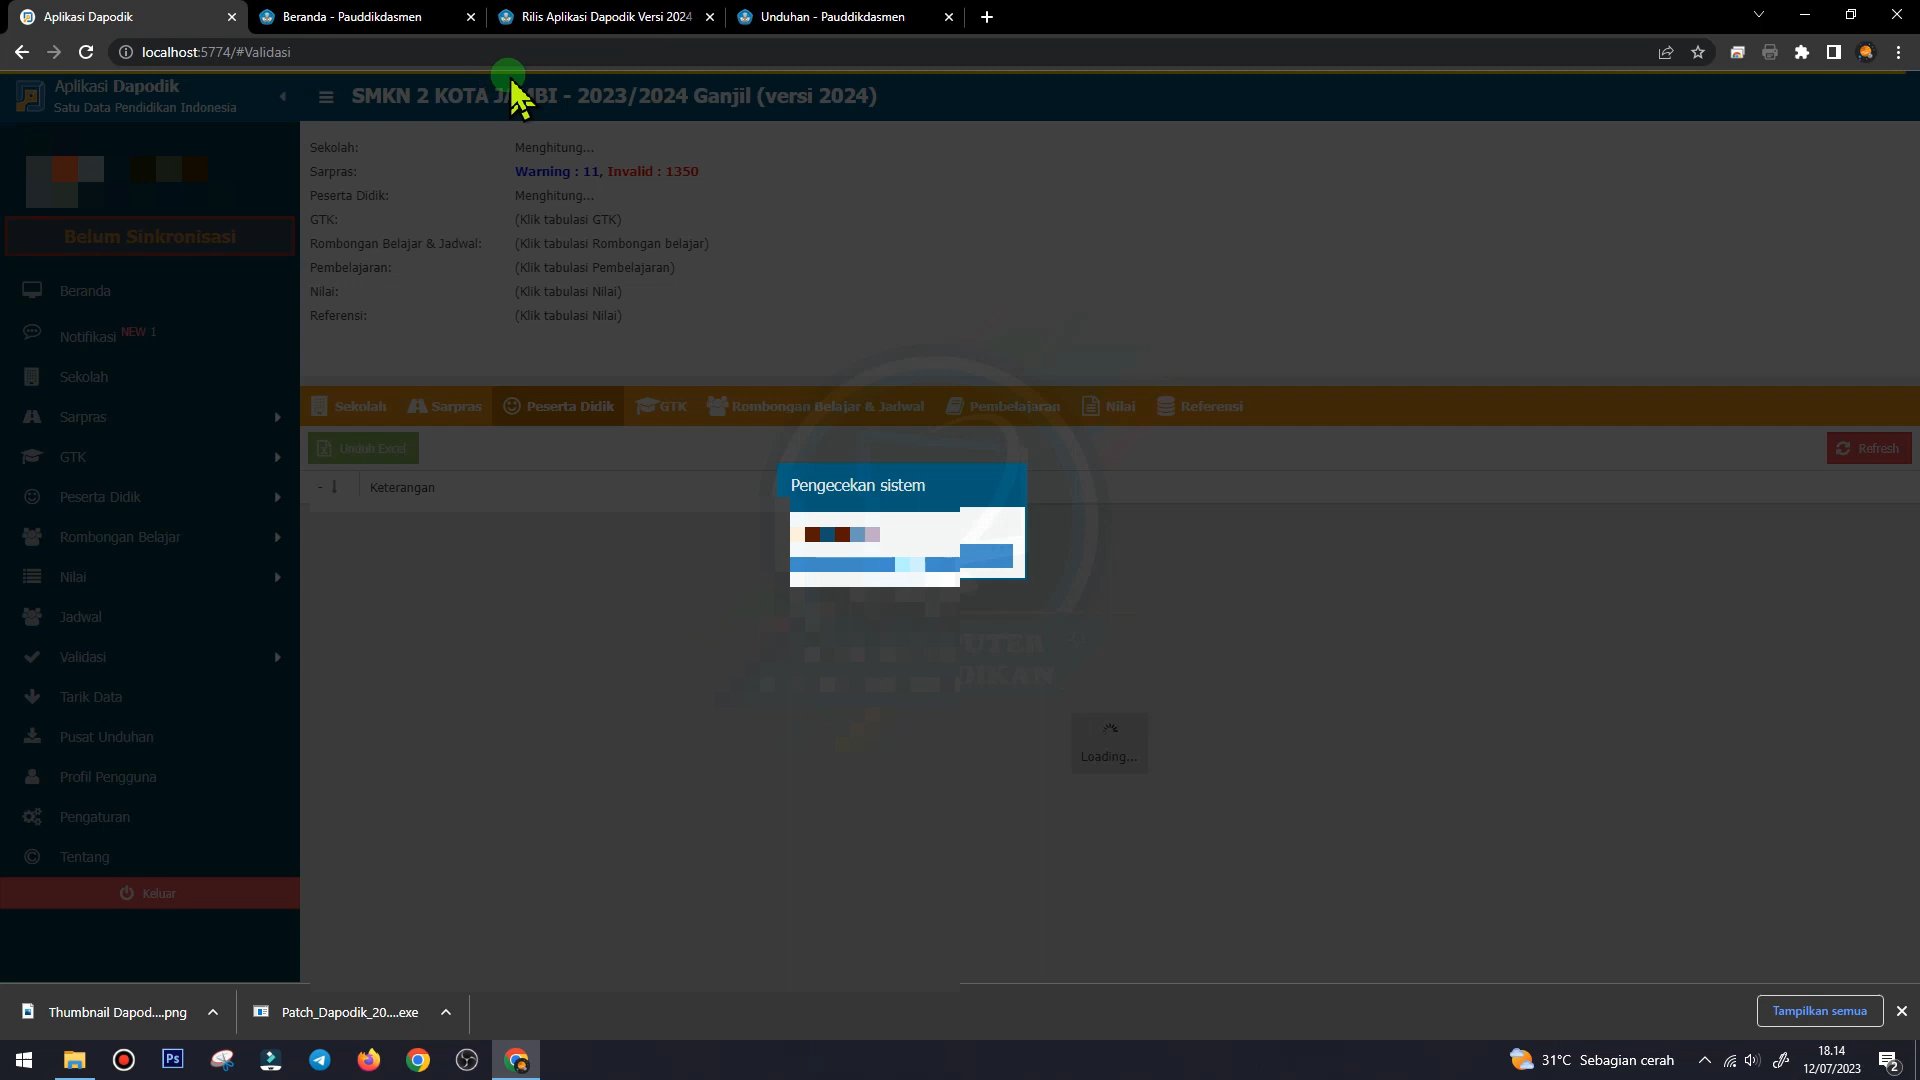 Aplikasi Dapodik
Beranda - Pauddikdasmen
Rilis Aplikasi Dapodik Versi 2024
Unduhan - Pauddikdasmen
localhost:5774/#Validasi
Aplikasi Dapodik
Satu Data Pendidikan Indonesia
SMKN 2 KOTA JAMBI - 2023/2024 Ganjil (versi 2024)
Sekolah: Menghitung...
Sarpras: Warning : 11, Invalid : 1350
Peserta Didik: Menghitung...
GTK: (Klik tabulasi GTK)
Rombongan Belajar & Jadwal: (Klik tabulasi Rombongan belajar)
Pembelajaran: (Klik tabulasi Pembelajaran)
Nilai: (Klik tabulasi Nilai)
Referensi: (Klik tabulasi Nilai)
Belum Sinkronisasi
Beranda
Notifikasi NEW 1
Sekolah
Sarpras
GTK
Peserta Didik
Rombongan Belajar
Nilai
Jadwal
Validasi
Tarik Data
Pusat Unduhan
Profil Pengguna
Pengaturan
Tentang
Keluar
Sekolah Sarpras Peserta Didik GTK Rombongan Belajar & Jadwal Pembelajaran Nilai Referensi
Unduh Excel
Refresh
- Keterangan
Pengecekan sistem
Loading...
Thumbnail Dapod....png
Patch_Dapodik_20....exe
Tampilkan semua
Ps
31°C Sebagian cerah
18.14
12/07/2023
2